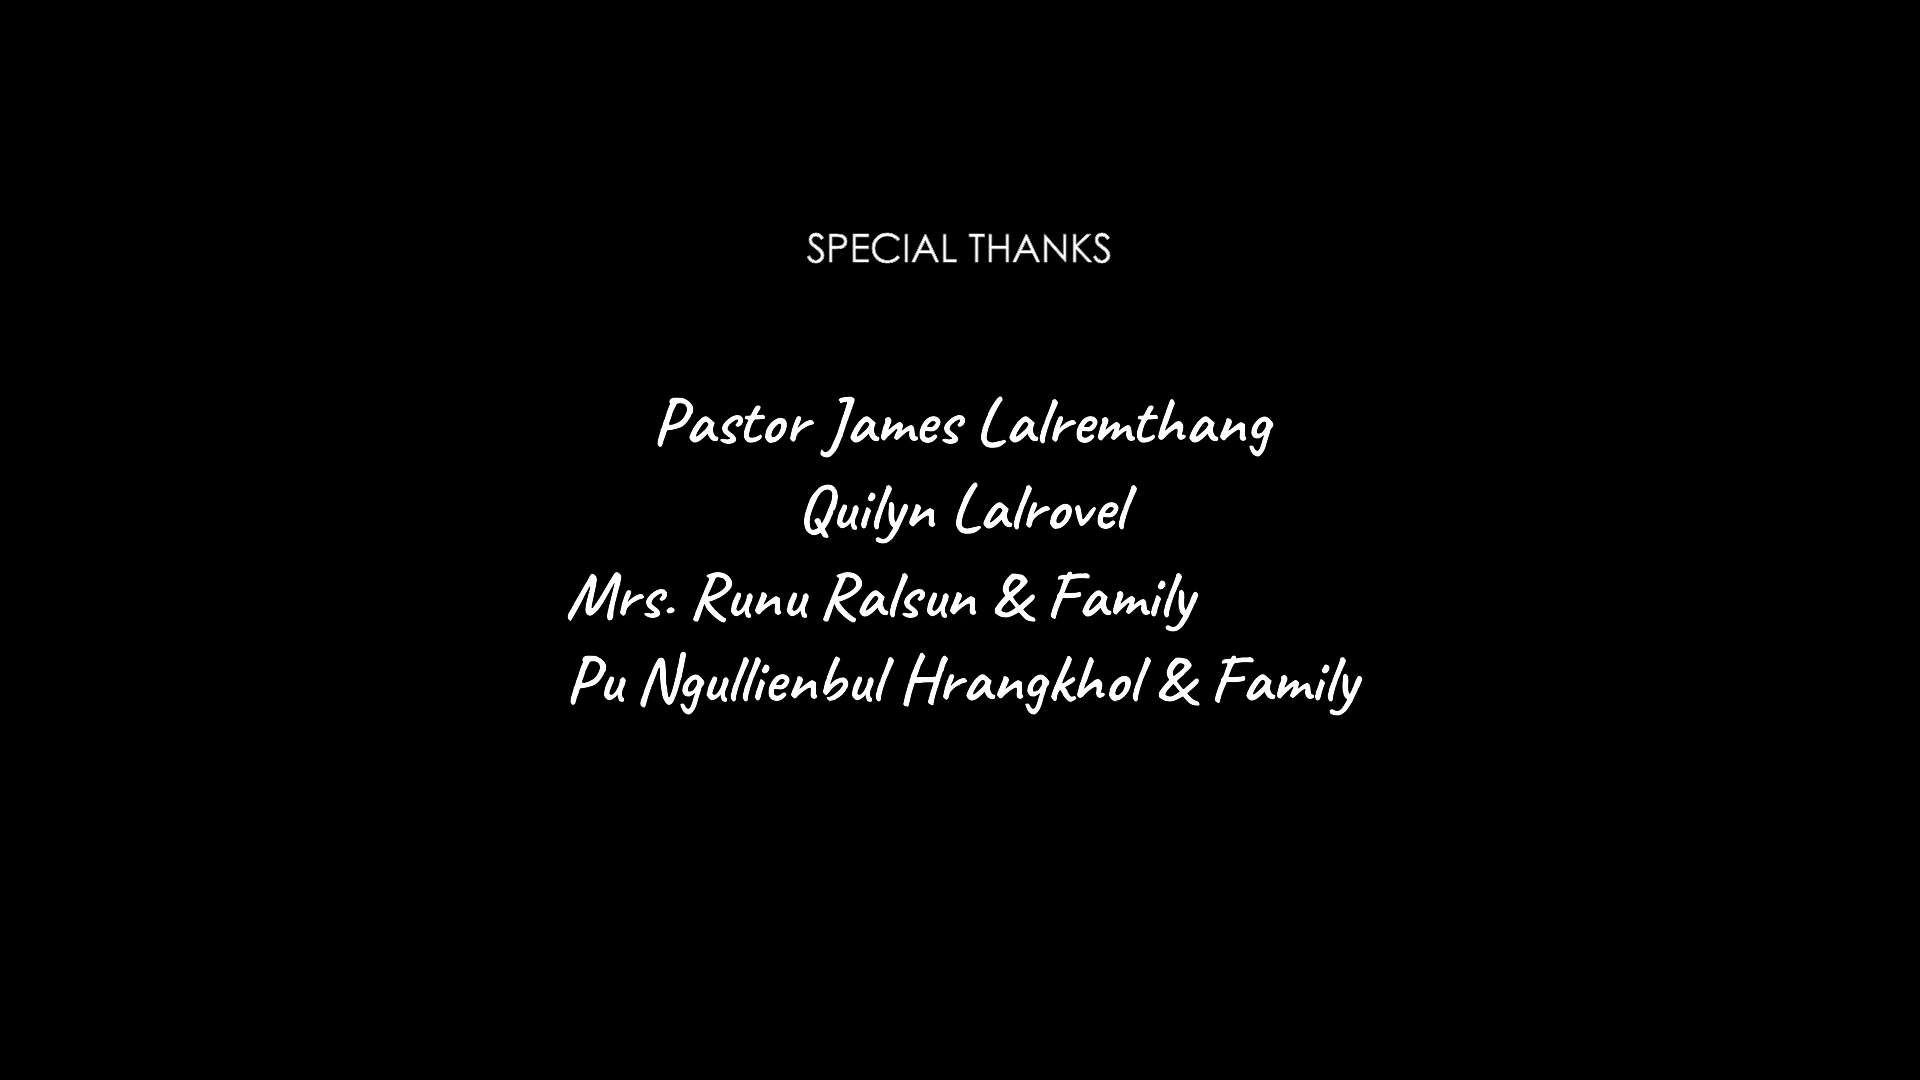 SPECIAL THANKS
Pastor James Lalremthang
Quilyn Lalrovel
Mrs. Runu Ralsun & Family
Pu Ngullienbul Hrangkhol & Family